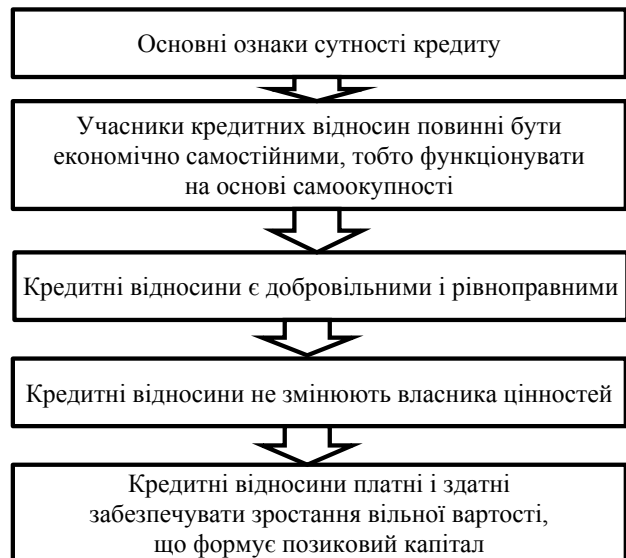 Основні ознаки сутності кредиту
Учасники кредитних відносин повинні бути
економічно самостійними, тобто функціонувати
на основі самоокупності
Кредитні відносини є добровільними і рівноправними
Кредитні відносини не змінюють власника цінностей
Кредитні відносини платні і здатні
забезпечувати зростання вільної вартості,
що формує позиковий капітал